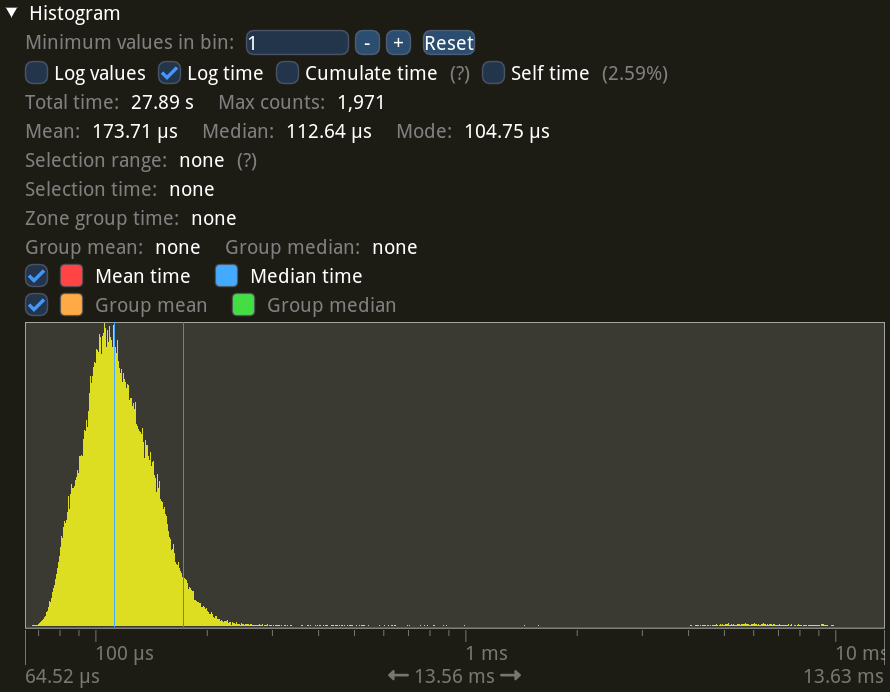 Histogram
Minimum values in bin: 1 - + Reset
Log values Log time Cumulate time (?) Self time (2.59%)
Total time: 27.89 s Max counts: 1,971
Mean: 173.71 μs Median: 112.64 μs Mode: 104.75 μs
Selection range: none (?)
Selection time: none
Zone group time: none
Group mean: none Group median: none
Mean time Median time
Group mean Group median
100 μs 1 ms 10 ms
64.52 μs 13.56 ms 13.63 ms